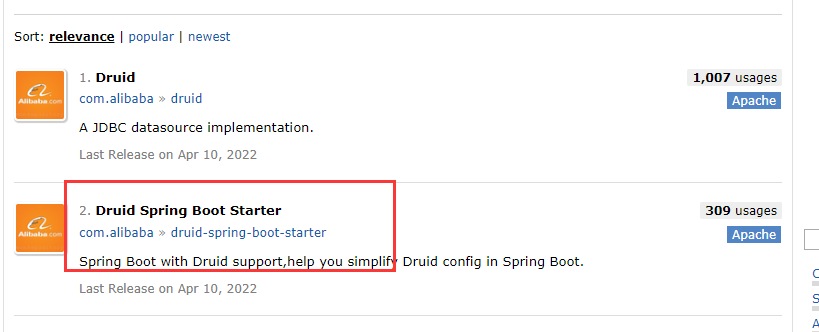 Sort: relevance | popular | newest
1. Druid
1,007 usages
Alibaba.com
com.alibaba » druid
Apache
A JDBC datasource implementation.
Last Release on Apr 10, 2022
2. Druid Spring Boot Starter
309 usages
Alibaba.com
com.alibaba » druid-spring-boot-starter
Apache
Spring Boot with Druid support,help you simplify Druid config in Spring Boot.
Last Release on Apr 10, 2022
S
A